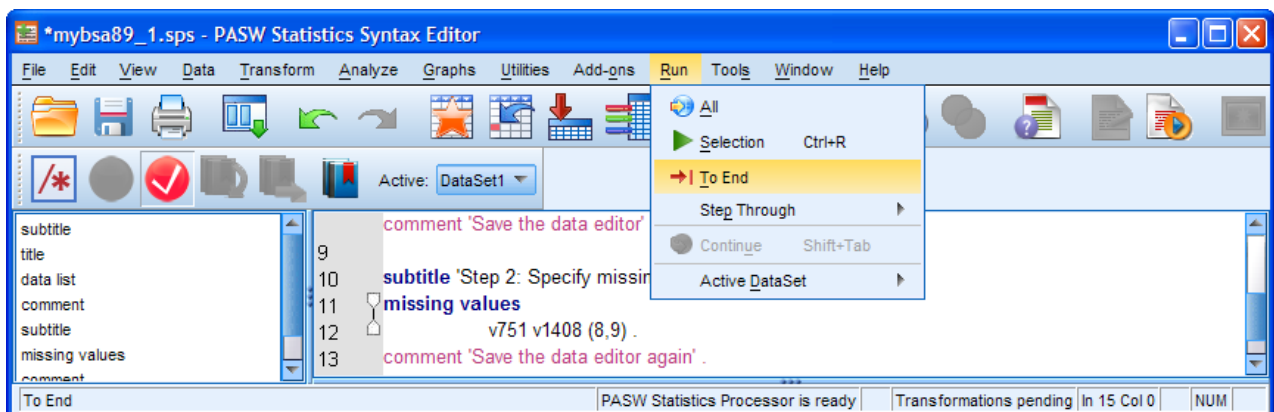 *mybsa89_1.sps - PASW Statistics Syntax Editor
File Edit View Data Transform Analyze Graphs Utilities Add-ons Run Tools Window Help
All
Selection Ctrl+R
To End
Step Through
Continue Shift+Tab
Active DataSet
/*
Active: DataSet1
subtitle
title
data list
comment
subtitle
missing values
comment
comment 'Save the data editor'
9
10 subtitle 'Step 2: Specify missin
11 missing values
12 v751 v1408 (8,9) .
13 comment 'Save the data editor again' .
To End PASW Statistics Processor is ready Transformations pending In 15 Col 0 NUM